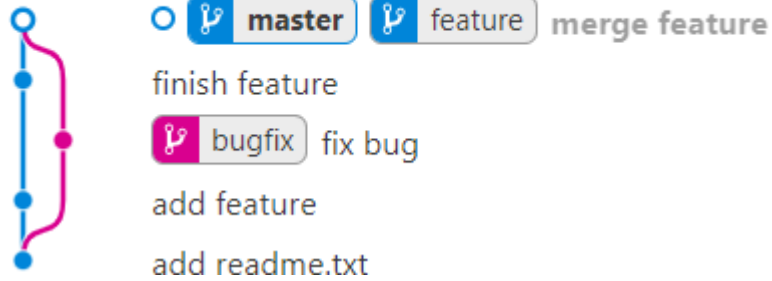 master feature merge feature
finish feature
bugfix fix bug
add feature
add readme.txt